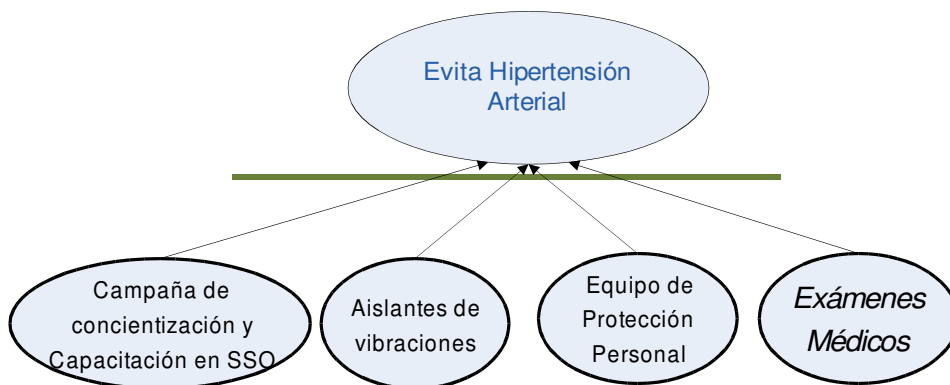 Evita Hipertensión
Arterial
Campaña de
concientización y
Capacitación en SSO
Aislantes de
vibraciones
Equipo de
Protección
Personal
Exámenes
Médicos